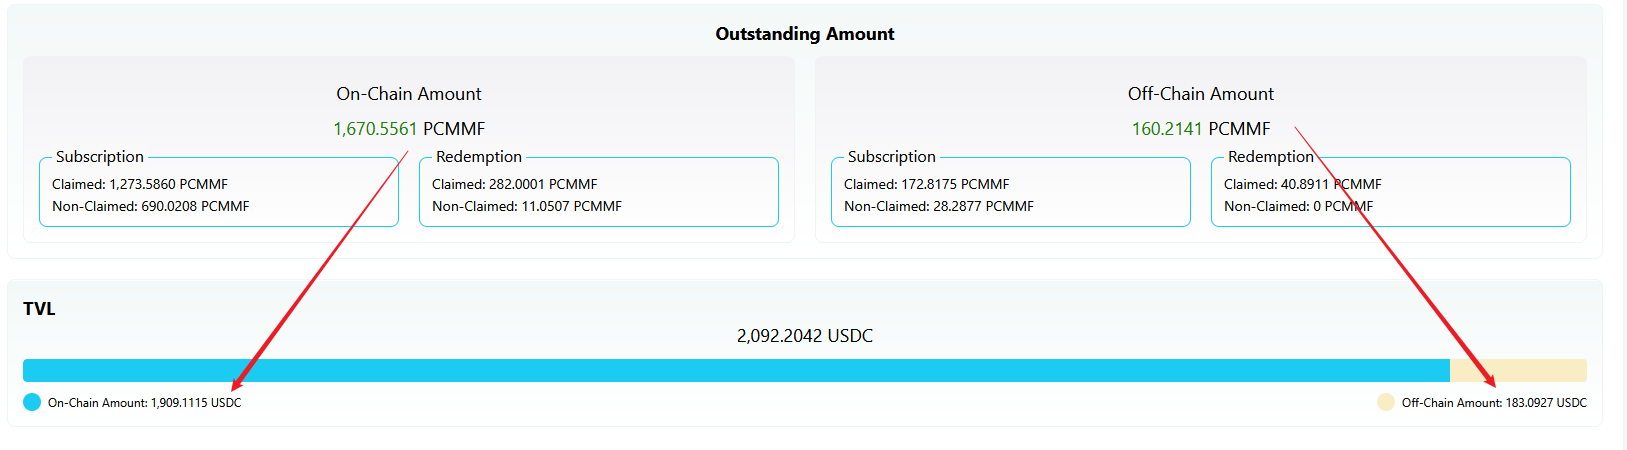 Outstanding Amount
On-Chain Amount
1,670.5561 PCMMF
Subscription
Claimed: 1,273.5860 PCMMF
Non-Claimed: 690.0208 PCMMF
Redemption
Claimed: 282.0001 PCMMF
Non-Claimed: 11.0507 PCMMF
Off-Chain Amount
160.2141 PCMMF
Subscription
Claimed: 172.8175 PCMMF
Non-Claimed: 28.2877 PCMMF
Redemption
Claimed: 40.8911 PCMMF
Non-Claimed: 0 PCMMF
TVL
2,092.2042 USDC
On-Chain Amount: 1,909.1115 USDC
Off-Chain Amount: 183.0927 USDC